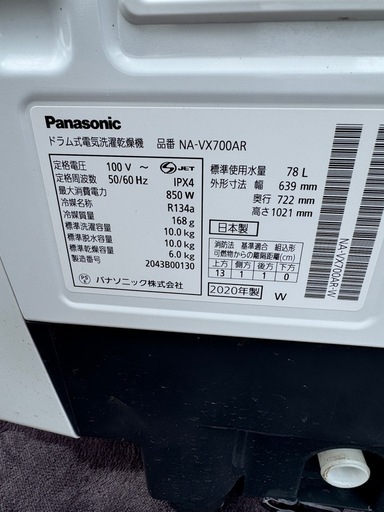 Panasonic
ドラム式電気洗濯乾燥機 品番 NA-VX700AR
定格電圧 100 V ~
定格周波数 50/60 Hz
S-JET
IPX4
最大消費電力 850 W
冷媒名称 R134a
冷媒質量 168 g
標準洗濯容量 10.0 kg
標準脱水容量 10.0 kg
標準乾燥容量 6.0 kg
製造番号 2043B00130
パナソニック株式会社
標準使用水量 78 L
外形寸法 幅 639 mm
奥行 722 mm
高さ 1021 mm
日本製
消防法 基準適合 組込形
可燃物からの離隔距離(cm)
上方 側方 後方 下方
13 1 1 0
2020年製 W
NA-VX700AR-W